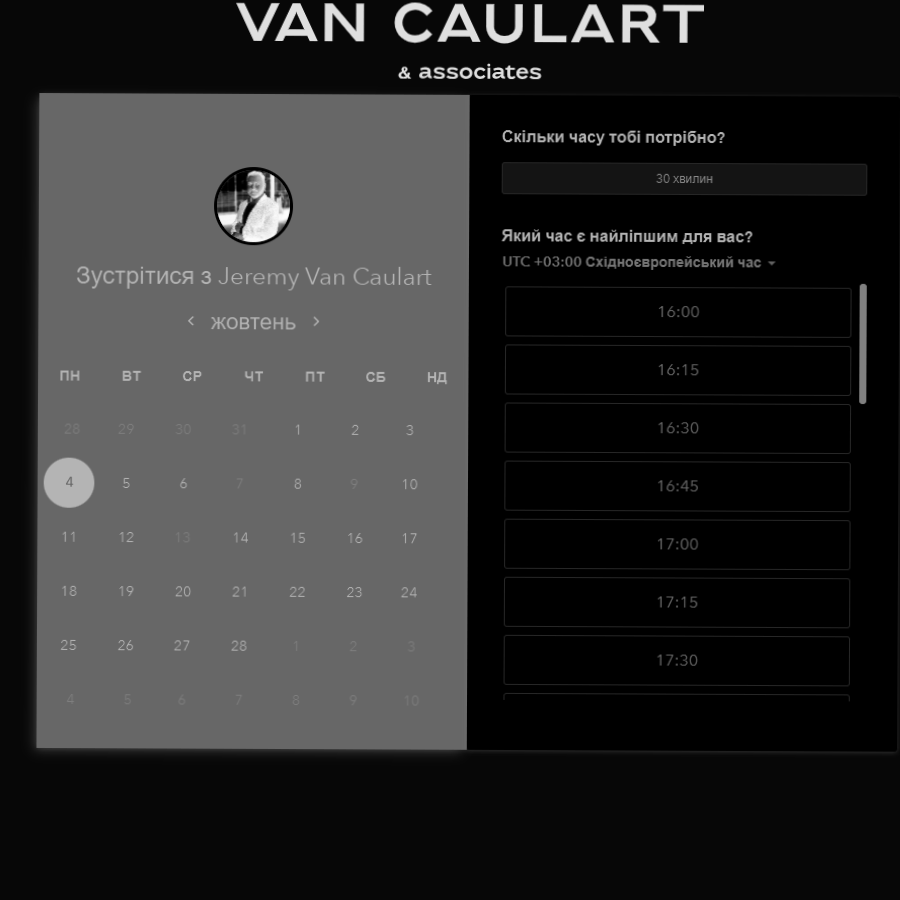 VAN CAULART
& associates
Зустрітися з Jeremy Van Caulart
жовтень
ПН ВТ СР ЧТ ПТ СБ НД
28 29 30 31 1 2 3
4 5 6 7 8 9 10
11 12 13 14 15 16 17
18 19 20 21 22 23 24
25 26 27 28 1 2 3
4 5 6 7 8 9 10
Скільки часу тобі потрібно?
30 хвилин
Який час є найліпшим для вас?
UTC +03:00 Східноєвропейський час
16:00
16:15
16:30
16:45
17:00
17:15
17:30